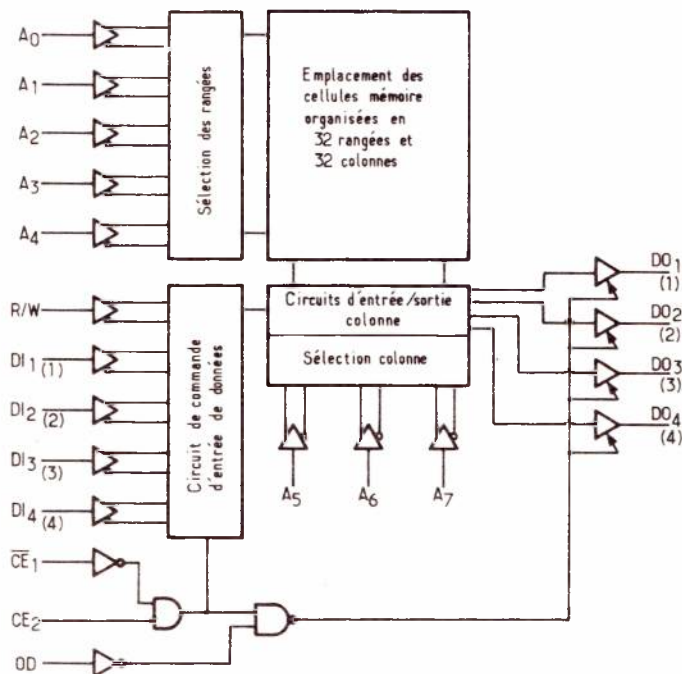 A0
A1
A2
A3
A4
Sélection des rangées
Emplacement des
cellules mémoire
organisées en
32 rangées et
32 colonnes
R/W
DI1 (1)
DI2 (2)
DI3 (3)
DI4 (4)
Circuit de commande
d'entrée de données
Circuits d'entrée/sortie
colonne
Sélection colonne
A5
A6
A7
DO1
(1)
DO2
(2)
DO3
(3)
DO4
(4)
C̅E̅1
CE2
OD